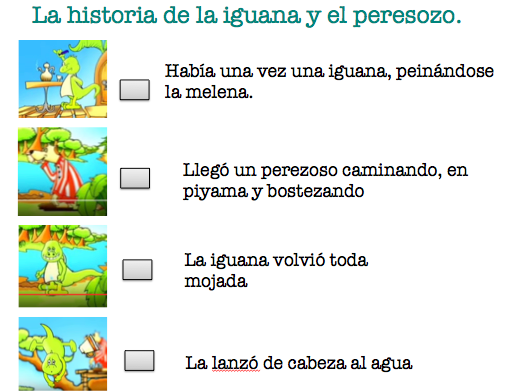 La historia de la iguana y el peresozo.
Había una vez una iguana, peinándose
la melena.
Llegó un perezoso caminando, en
piyama y bostezando
La iguana volvió toda
mojada
La lanzó de cabeza al agua